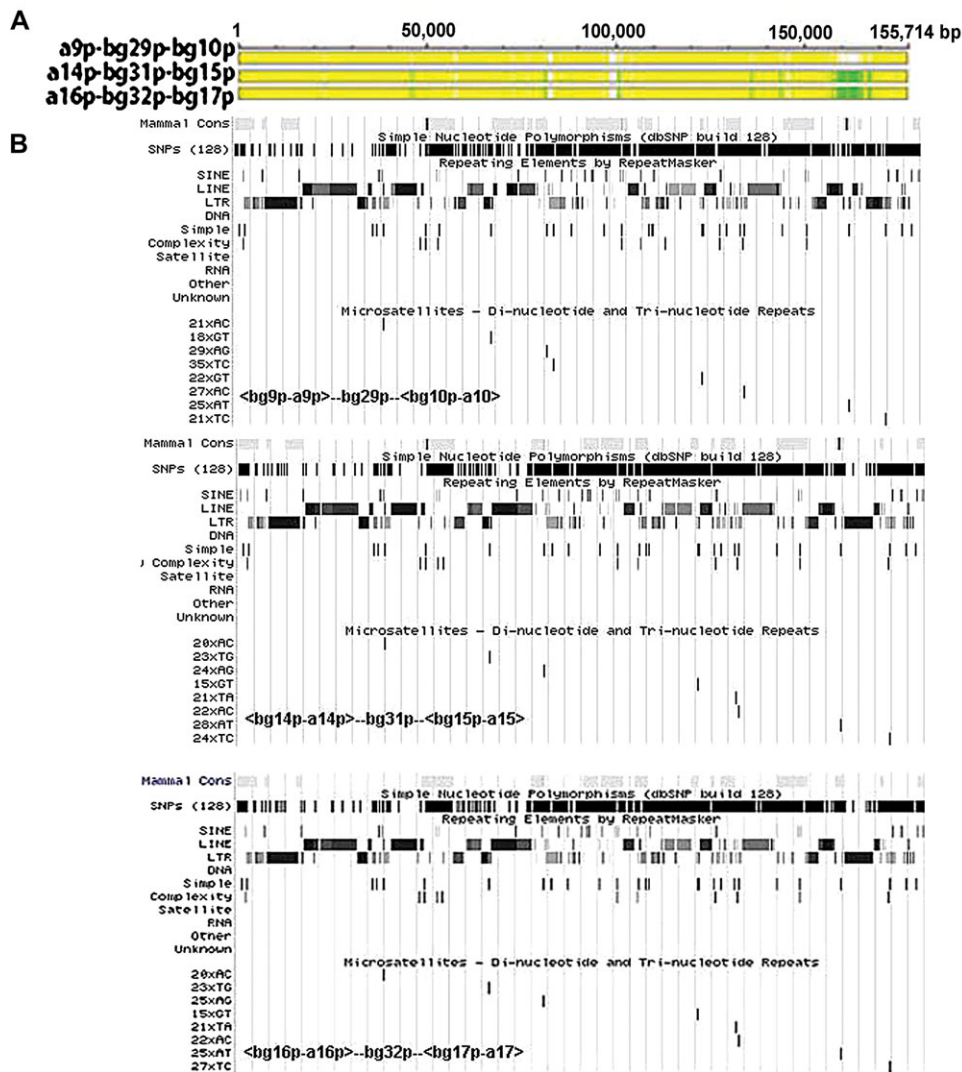 A
1 50,000 100,000 150,000 155,714 bp
a9p-bg29p-bg10p
a14p-bg31p-bg15p
a16p-bg32p-bg17p
B
Mammal Cons
Simple Nucleotide Polymorphisms (dbSNP build 128)
SNPs (128)
Repeating Elements by RepeatMasker
SINE
LINE
LTR
DNA
Simple
Complexity
Satellite
RNA
Other
Unknown
Microsatellites - Di-nucleotide and Tri-nucleotide Repeats
21xAC
18xGT
29xAG
35xTC
22xGT
27xAC
<bg9p-a9p>--bg29p--<bg10p-a10>
25xAT
21xTC
Mammal Cons
Simple Nucleotide Polymorphisms (dbSNP build 128)
SNPs (128)
Repeating Elements by RepeatMasker
SINE
LINE
LTR
DNA
Simple
Complexity
Satellite
RNA
Other
Unknown
Microsatellites - Di-nucleotide and Tri-nucleotide Repeats
20xAC
23xTG
24xAG
15xGT
21xTA
22xAC
<bg14p-a14p>--bg31p--<bg15p-a15>
28xAT
24xTC
Mammal Cons
Simple Nucleotide Polymorphisms (dbSNP build 128)
SNPs (128)
Repeating Elements by RepeatMasker
SINE
LINE
LTR
DNA
Simple
Complexity
Satellite
RNA
Other
Unknown
Microsatellites - Di-nucleotide and Tri-nucleotide Repeats
20xAC
23xTG
25xAG
15xGT
21xTA
22xAC
<bg16p-a16p>--bg32p--<bg17p-a17>
25xAT
27xTC